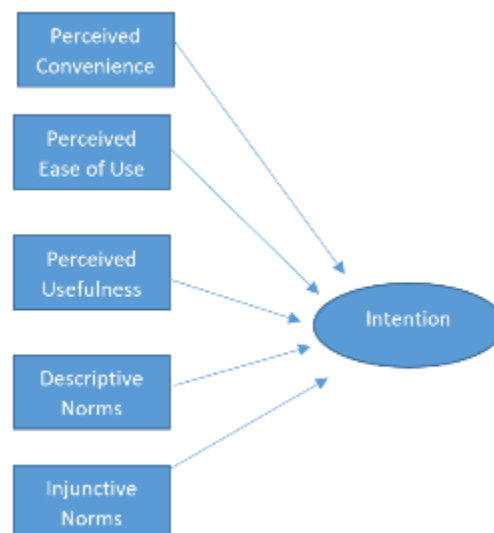 Perceived
Convenience
Perceived
Ease of Use
Perceived
Usefulness
Intention
Descriptive
Norms
Injunctive
Norms